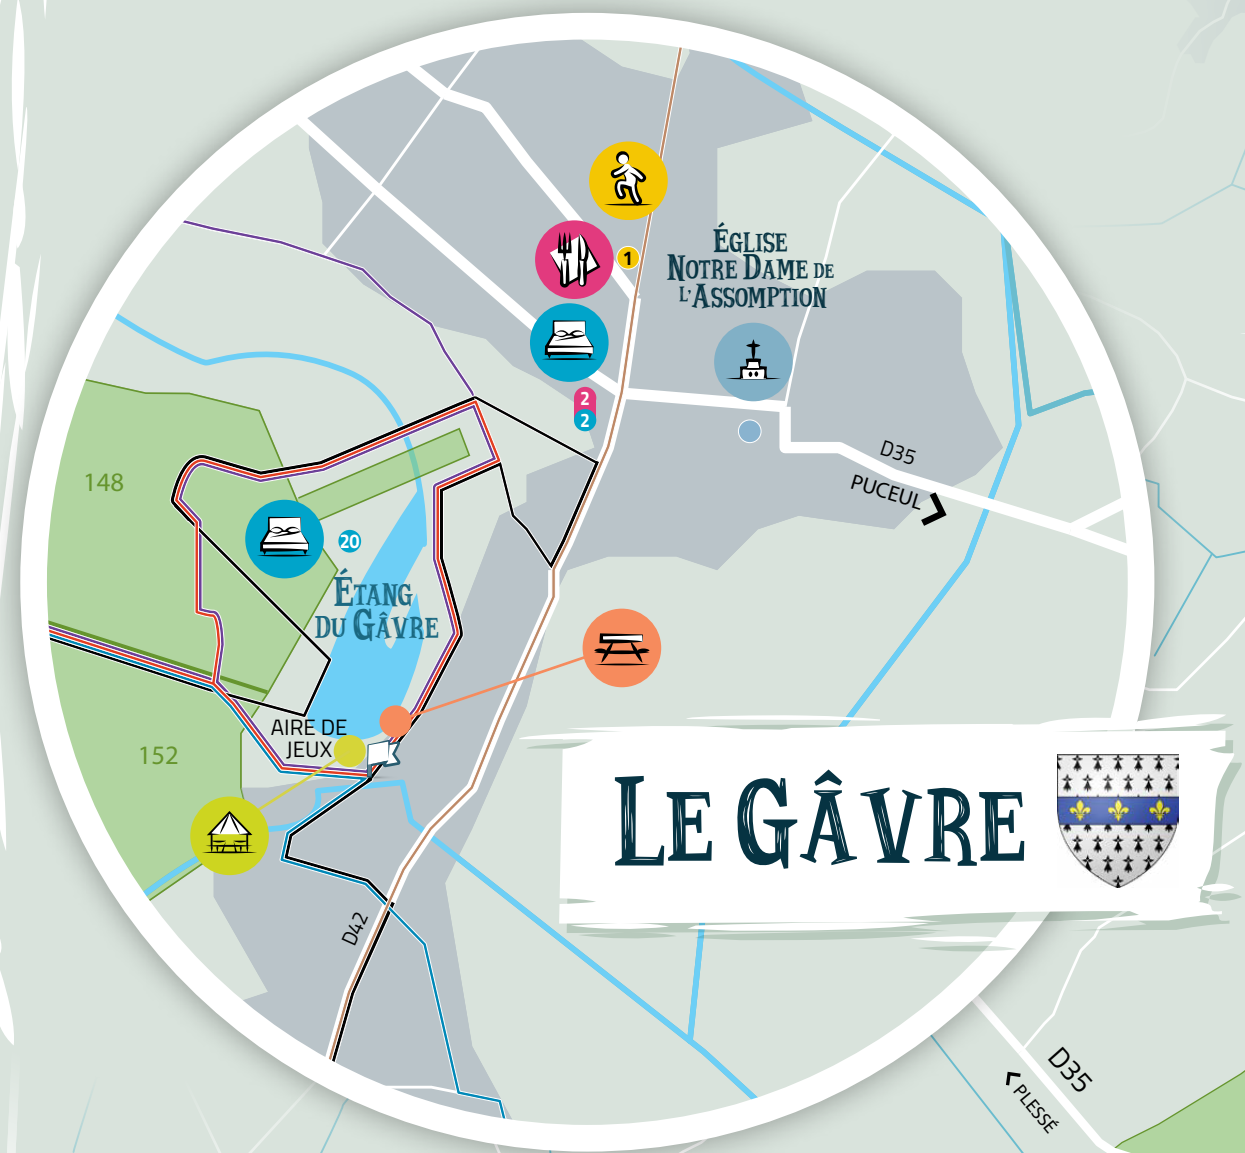 1
ÉGLISE
NOTRE DAME DE
L'ASSOMPTION
2
2
D35
PUCEUL
148
20
ÉTANG
DU GÂVRE
AIRE DE
JEUX
152
LE GÂVRE
D42
D35
PLESSÉ